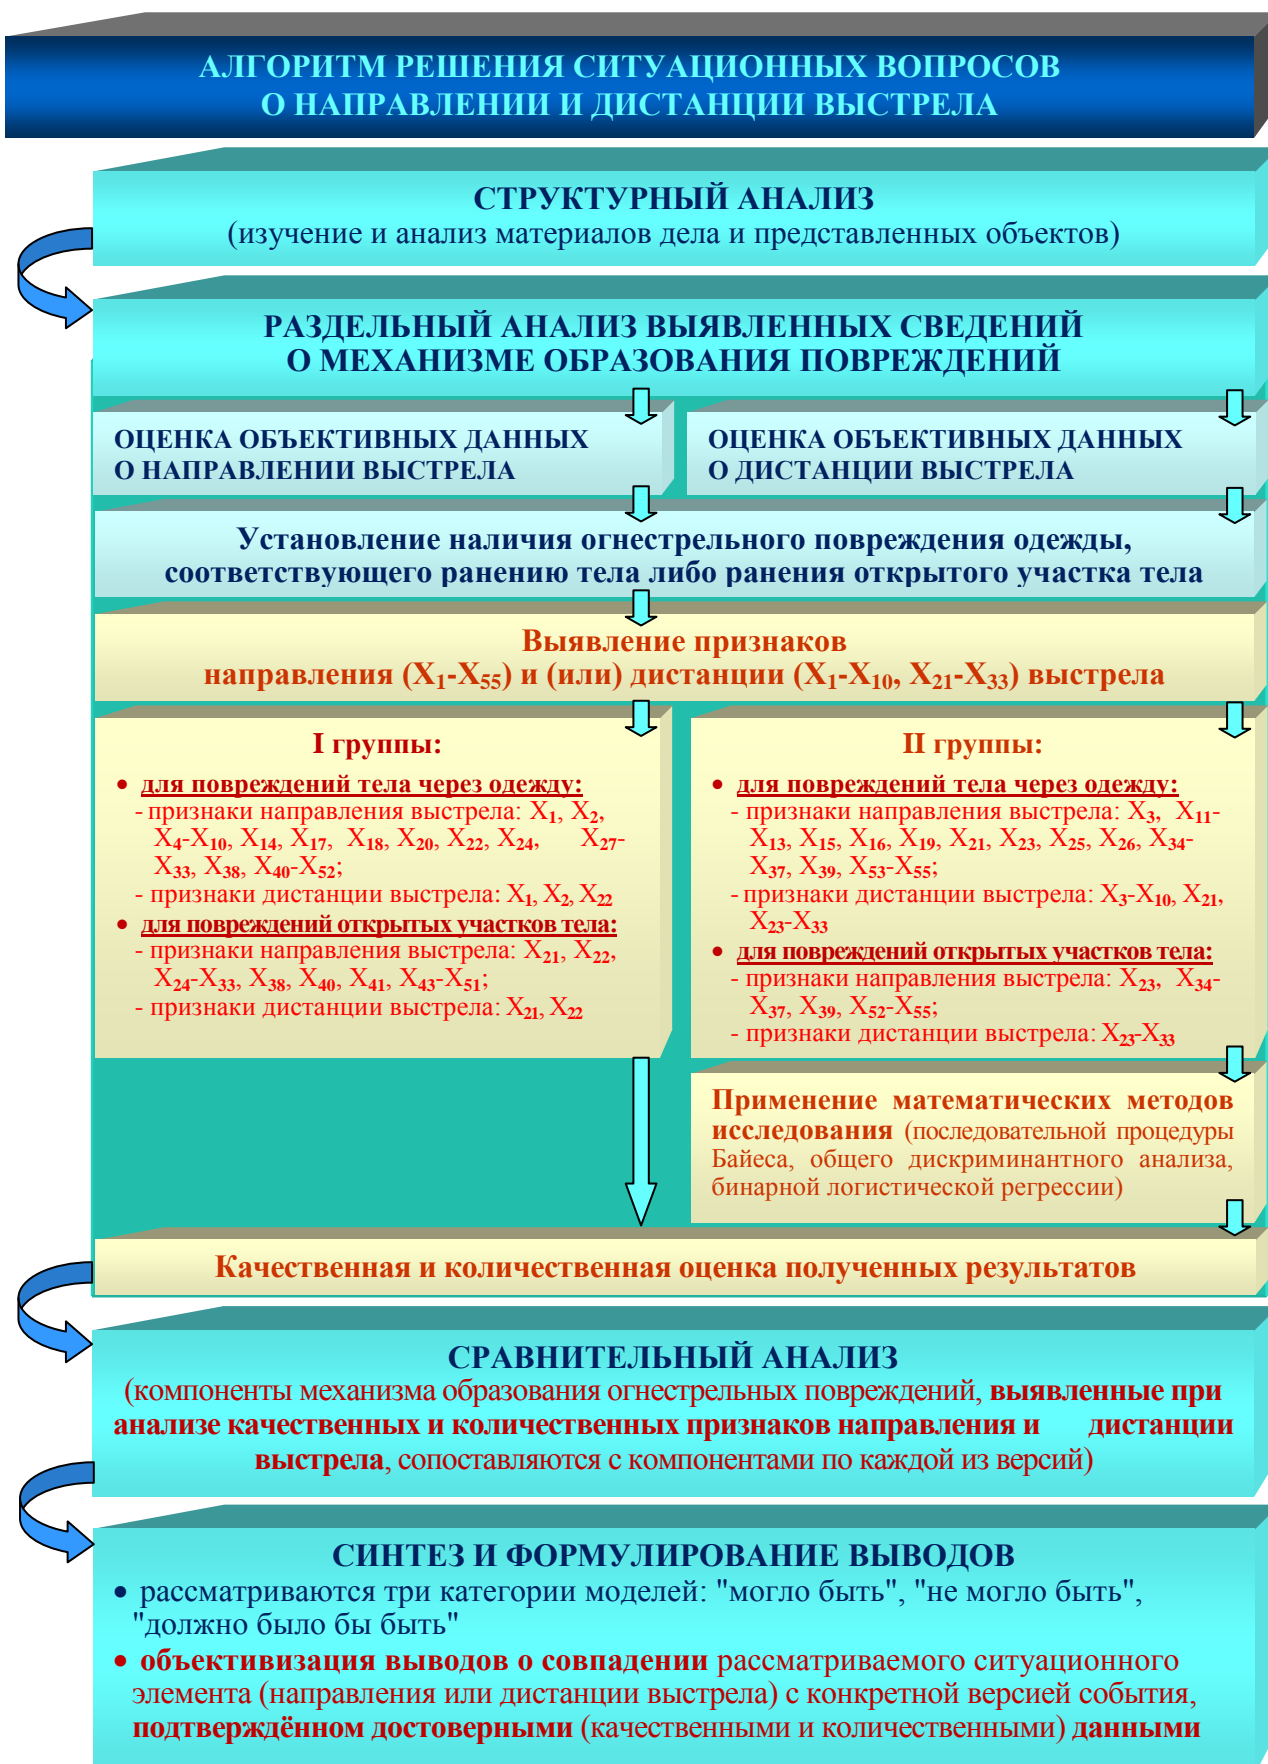 АЛГОРИТМ РЕШЕНИЯ СИТУАЦИОННЫХ ВОПРОСОВ
О НАПРАВЛЕНИИ И ДИСТАНЦИИ ВЫСТРЕЛА
СТРУКТУРНЫЙ АНАЛИЗ
(изучение и анализ материалов дела и представленных объектов)
РАЗДЕЛЬНЫЙ АНАЛИЗ ВЫЯВЛЕННЫХ СВЕДЕНИЙ
О МЕХАНИЗМЕ ОБРАЗОВАНИЯ ПОВРЕЖДЕНИЙ
ОЦЕНКА ОБЪЕКТИВНЫХ ДАННЫХ
О НАПРАВЛЕНИИ ВЫСТРЕЛА
ОЦЕНКА ОБЪЕКТИВНЫХ ДАННЫХ
О ДИСТАНЦИИ ВЫСТРЕЛА
Установление наличия огнестрельного повреждения одежды,
соответствующего ранению тела либо ранения открытого участка тела
Выявление признаков
направления (X₁-X₅₅) и (или) дистанции (X₁-X₁₀, X₂₁-X₃₃) выстрела
I группы:
• для повреждений тела через одежду:
- признаки направления выстрела: X₁, X₂,
X₄-X₁₀, X₁₄, X₁₇, X₁₈, X₂₀, X₂₂, X₂₄, X₂₇-
X₃₃, X₃₈, X₄₀-X₅₂;
- признаки дистанции выстрела: X₁, X₂, X₂₂
• для повреждений открытых участков тела:
- признаки направления выстрела: X₂₁, X₂₂,
X₂₄-X₃₃, X₃₈, X₄₀, X₄₁, X₄₃-X₅₁;
- признаки дистанции выстрела: X₂₁, X₂₂
II группы:
• для повреждений тела через одежду:
- признаки направления выстрела: X₃, X₁₁-
X₁₃, X₁₅, X₁₆, X₁₉, X₂₁, X₂₃, X₂₅, X₂₆, X₃₄-
X₃₇, X₃₉, X₅₃-X₅₅;
- признаки дистанции выстрела: X₃-X₁₀, X₂₁,
X₂₃-X₃₃
• для повреждений открытых участков тела:
- признаки направления выстрела: X₂₃, X₃₄-
X₃₇, X₃₉, X₅₂-X₅₅;
- признаки дистанции выстрела: X₂₃-X₃₃
Применение математических методов
исследования (последовательной процедуры
Байеса, общего дискриминантного анализа,
бинарной логистической регрессии)
Качественная и количественная оценка полученных результатов
СРАВНИТЕЛЬНЫЙ АНАЛИЗ
(компоненты механизма образования огнестрельных повреждений, выявленные при
анализе качественных и количественных признаков направления и дистанции
выстрела, сопоставляются с компонентами по каждой из версий)
СИНТЕЗ И ФОРМУЛИРОВАНИЕ ВЫВОДОВ
• рассматриваются три категории моделей: "могло быть", "не могло быть",
"должно было бы быть"
• объективизация выводов о совпадении рассматриваемого ситуационного
элемента (направления или дистанции выстрела) с конкретной версией события,
подтверждённом достоверными (качественными и количественными) данными